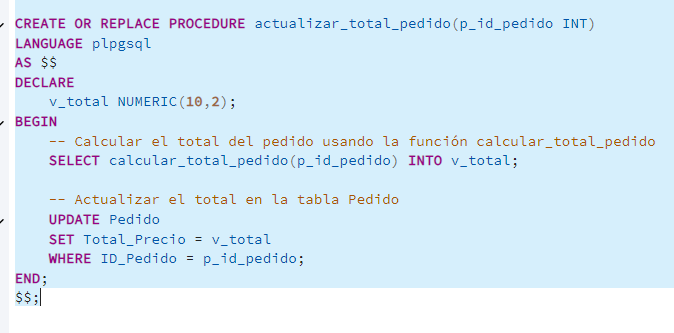 CREATE OR REPLACE PROCEDURE actualizar_total_pedido(p_id_pedido INT)
LANGUAGE plpgsql
AS $$
DECLARE
    v_total NUMERIC(10,2);
BEGIN
    -- Calcular el total del pedido usando la función calcular_total_pedido
    SELECT calcular_total_pedido(p_id_pedido) INTO v_total;

    -- Actualizar el total en la tabla Pedido
    UPDATE Pedido
    SET Total_Precio = v_total
    WHERE ID_Pedido = p_id_pedido;
END;
$$;